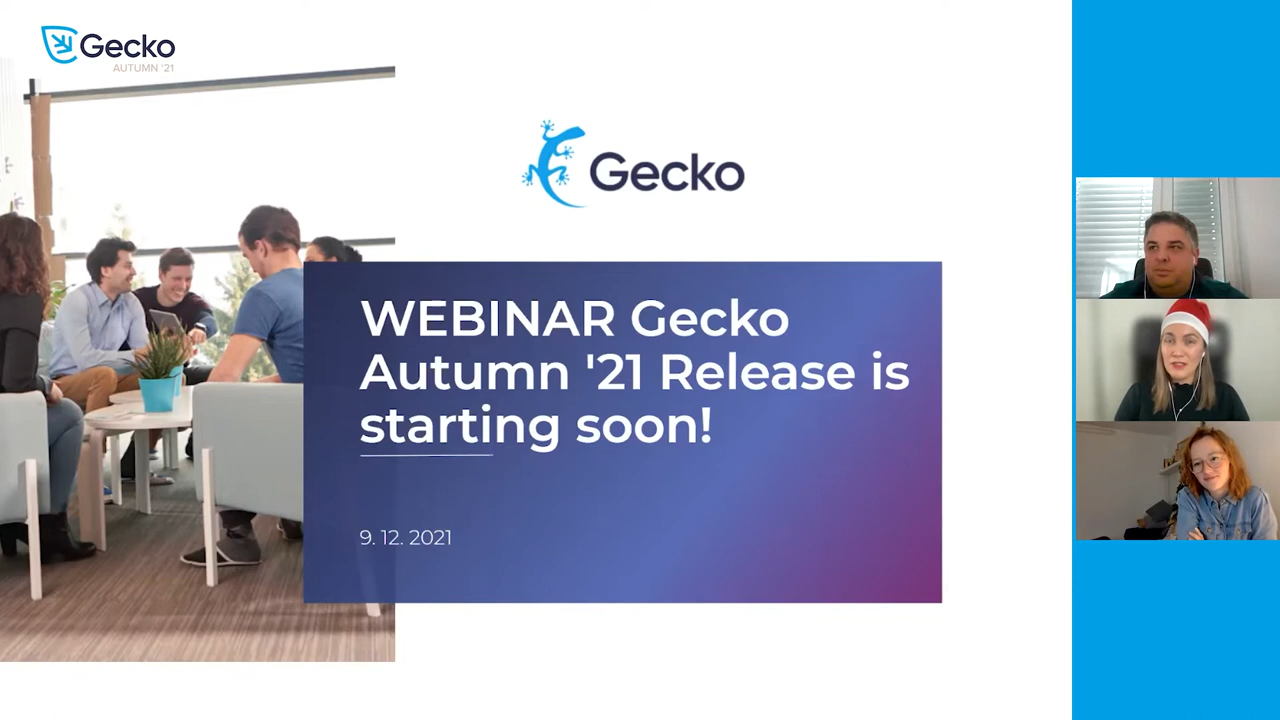 Gecko
AUTUMN '21
Gecko
WEBINAR Gecko
Autumn '21 Release is
starting soon!
9. 12. 2021